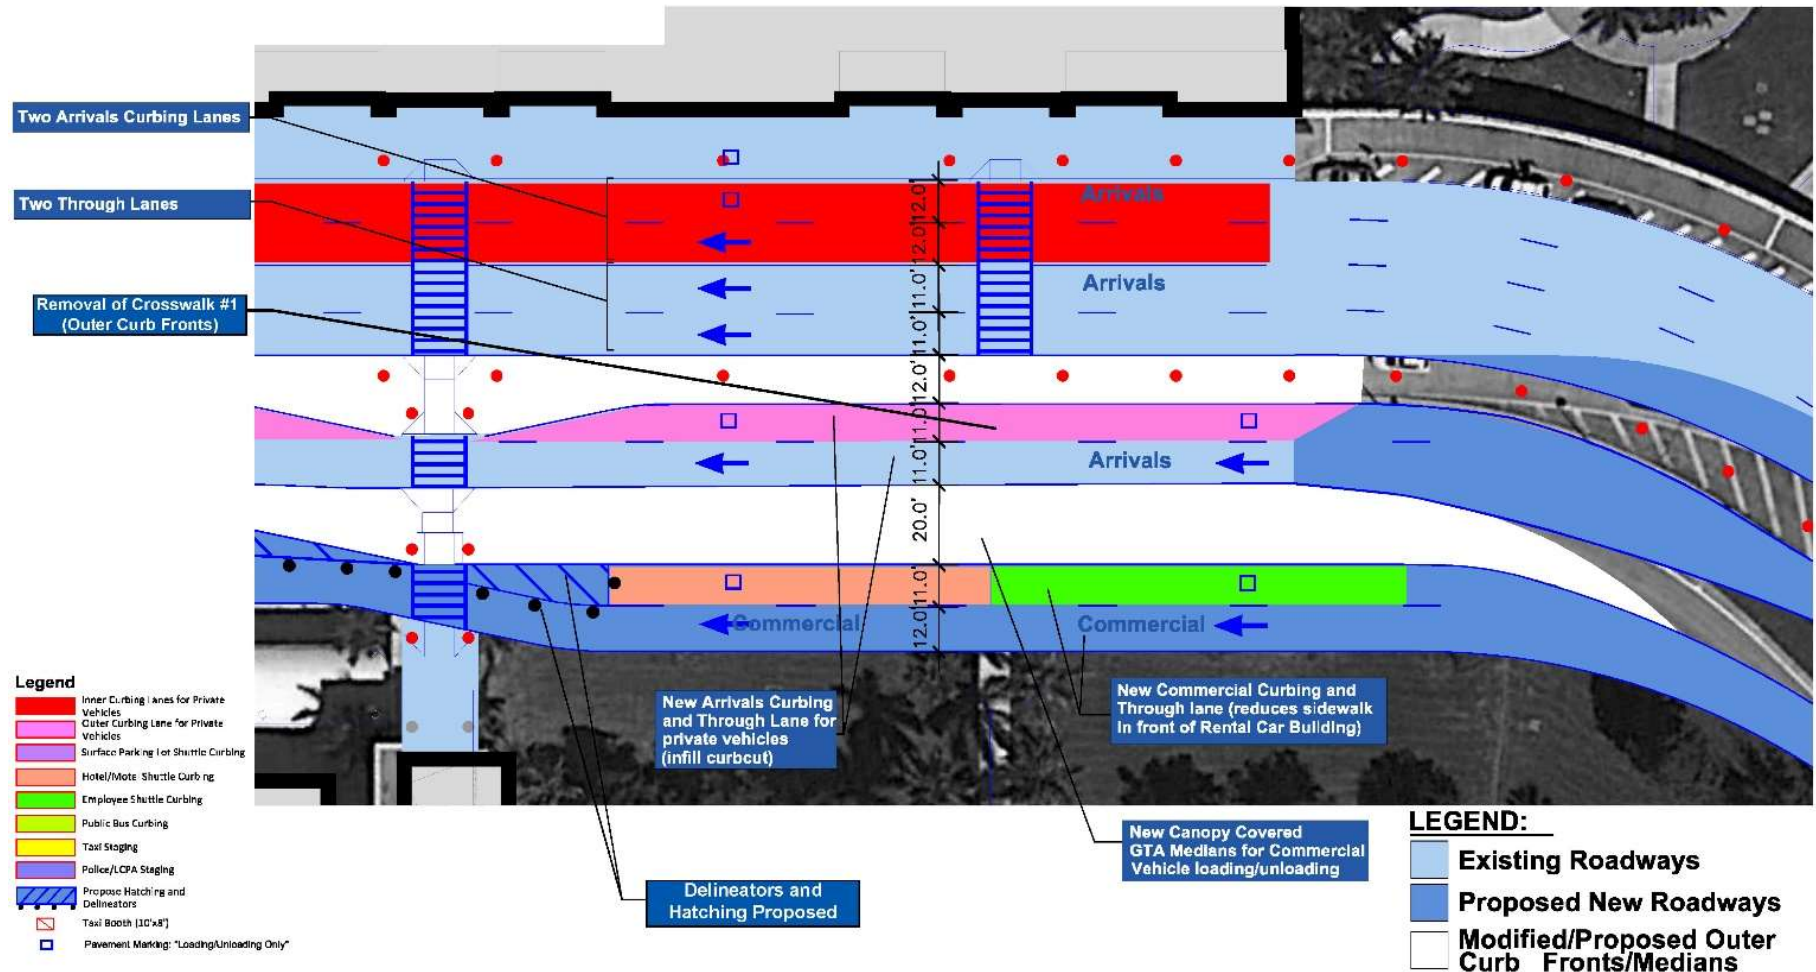 Two Arrivals Curbing Lanes
Two Through Lanes
Removal of Crosswalk #1
(Outer Curb Fronts)
Arrivals
Arrivals
Arrivals
Commercial
Commercial
12.0'
12.0'
11.0'
11.0'
12.0'
11.0'
11.0'
20.0'
11.0'
12.0'
New Arrivals Curbing
and Through Lane for
private vehicles
(infill curbcut)
New Commercial Curbing and
Through lane (reduces sidewalk
in front of Rental Car Building)
New Canopy Covered
GTA Medians for Commercial
Vehicle loading/unloading
Delineators and
Hatching Proposed
Legend
Inner Curbing Lanes for Private
Vehicles
Outer Curbing Lane for Private
Vehicles
Surface Parking Lot Shuttle Curbing
Hotel/Mote Shuttle Curbing
Employee Shuttle Curbing
Public Bus Curbing
Taxi Staging
Police/LCPA Staging
Propose Hatching and
Delineators
Taxi Booth (10'x8')
Pavement Marking: "Loading/Unloading Only"
LEGEND:
Existing Roadways
Proposed New Roadways
Modified/Proposed Outer
Curb Fronts/Medians